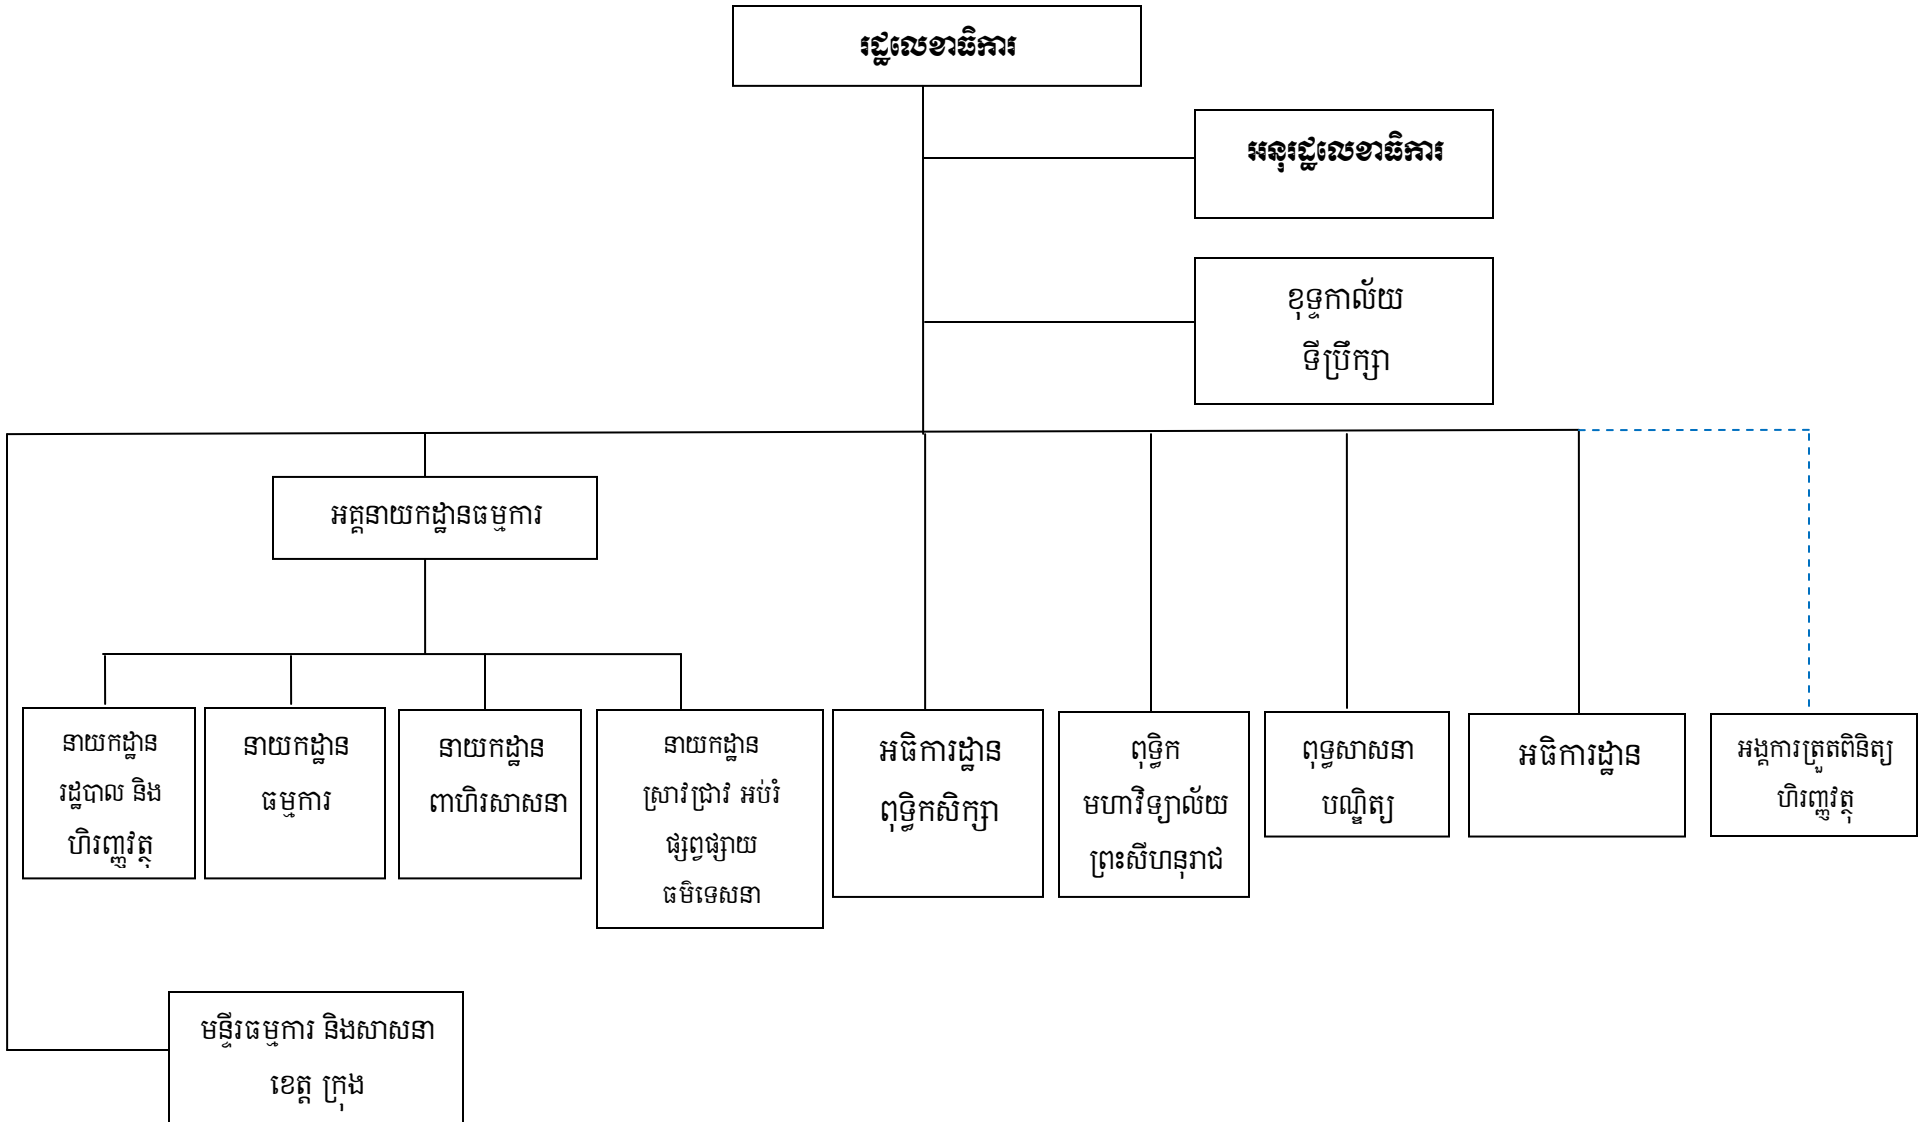 រដ្ឋលេខាធិការ
អនុរដ្ឋលេខាធិការ
ខុទ្ទកាល័យ
ទីប្រឹក្សា
អគ្គនាយកដ្ឋានធម្មការ
នាយកដ្ឋាន
រដ្ឋបាល និង
ហិរញ្ញវត្ថុ
នាយកដ្ឋាន
ធម្មការ
នាយកដ្ឋាន
ពាហិរសាសនា
នាយកដ្ឋាន
ស្រាវជ្រាវ អប់រំ
ផ្សព្វផ្សាយ
ធម៌ទេសនា
អធិការដ្ឋាន
ពុទ្ធិកសិក្សា
ពុទ្ធិក
មហាវិទ្យាល័យ
ព្រះសីហនុរាជ
ពុទ្ធសាសនា
បណ្ឌិត្យ
អធិការដ្ឋាន
អង្គការត្រួតពិនិត្យ
ហិរញ្ញវត្ថុ
មន្ទីរធម្មការ និងសាសនា
ខេត្ត ក្រុង